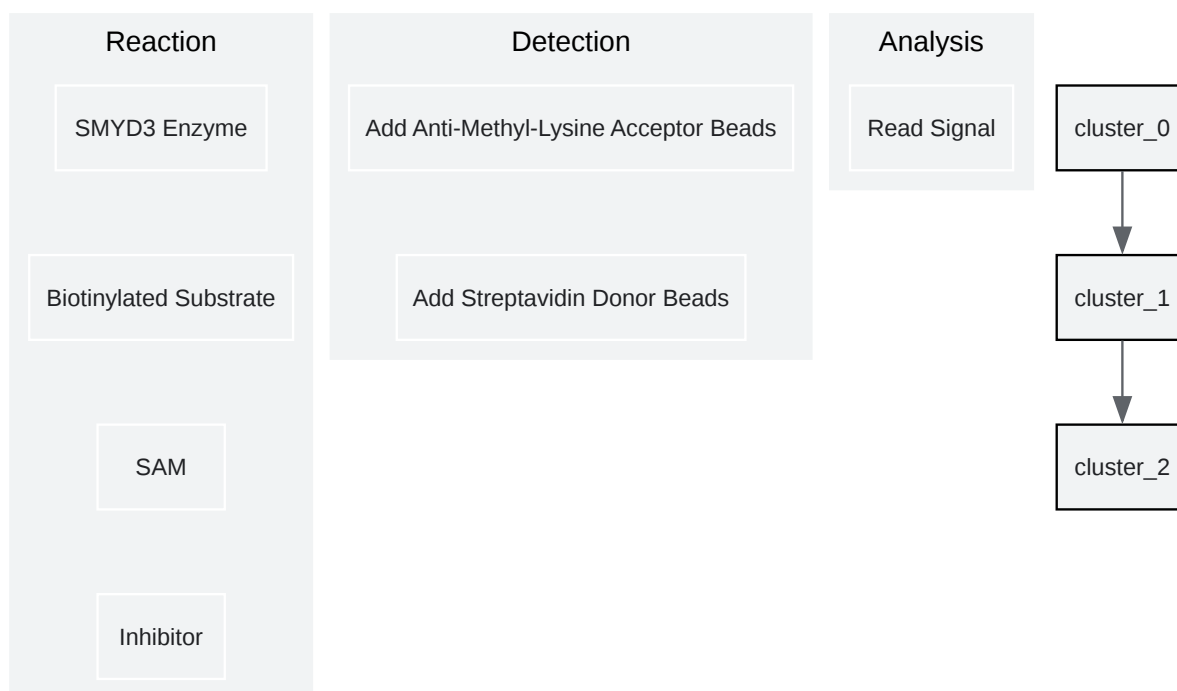 Reaction
SMYD3 Enzyme
Biotinylated Substrate
SAM
Inhibitor
Detection
Add Anti-Methyl-Lysine Acceptor Beads
Add Streptavidin Donor Beads
Analysis
Read Signal
cluster_0
cluster_1
cluster_2